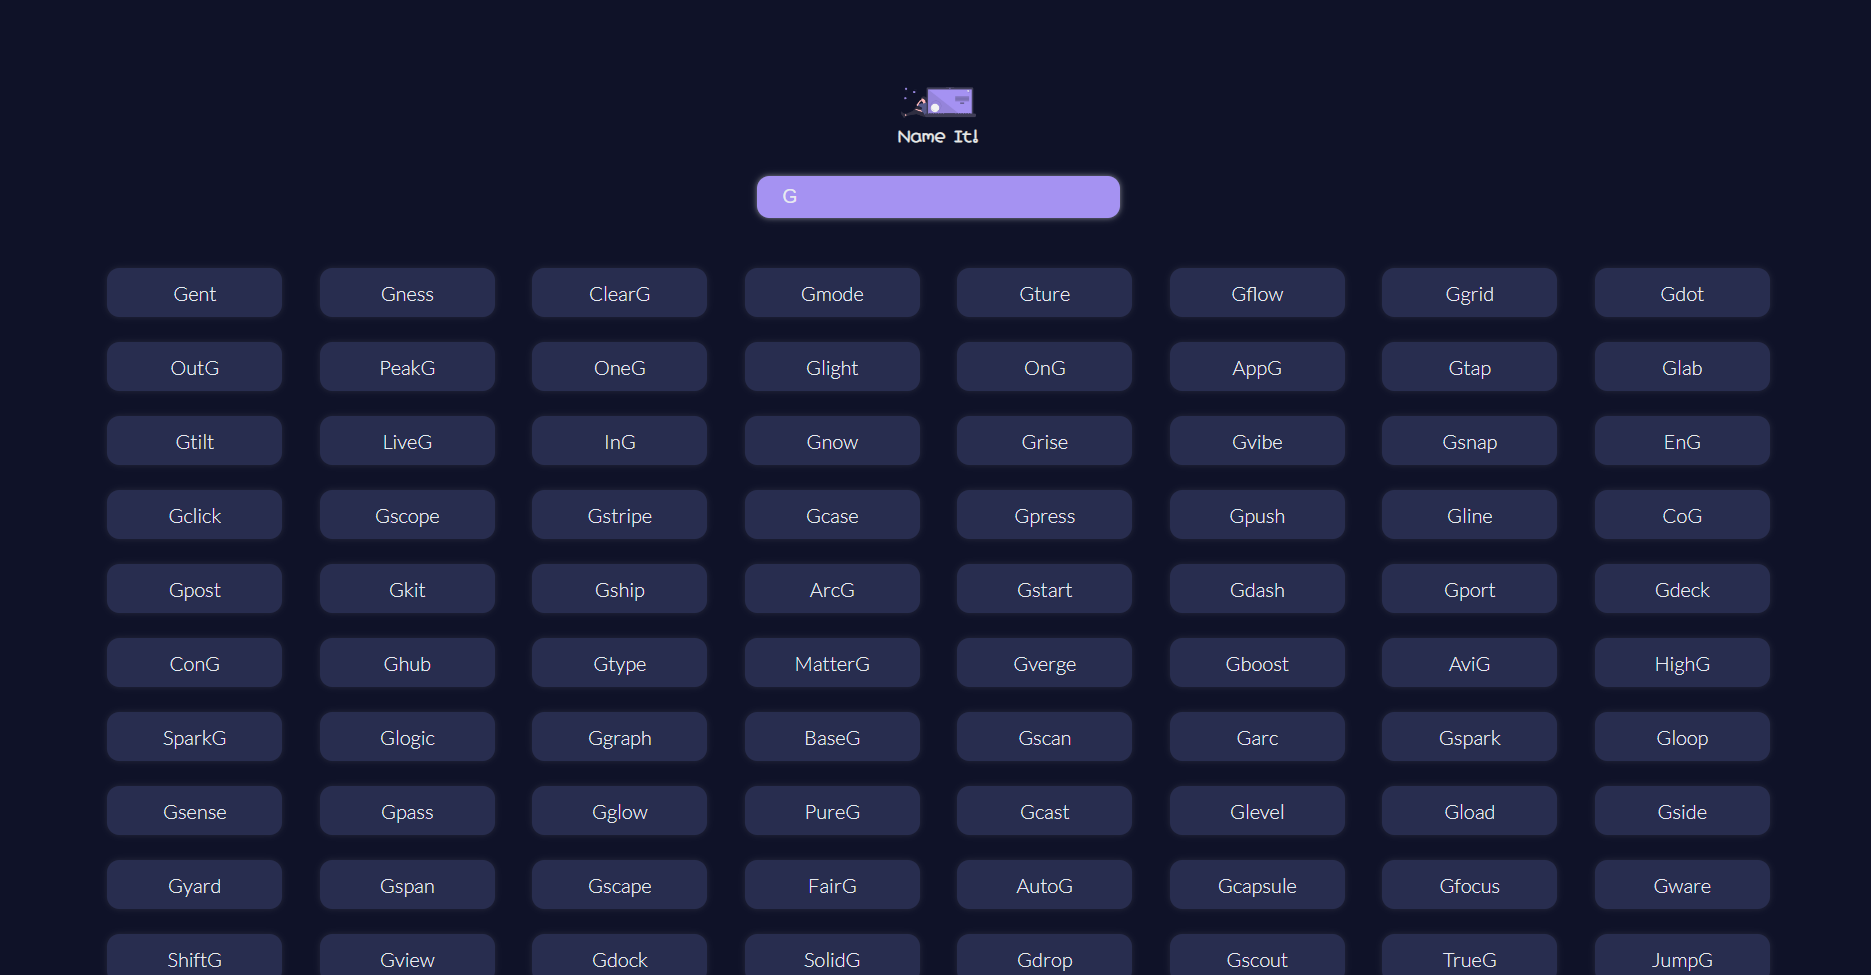 Name It!
G
Gent Gness ClearG Gmode Gture Gflow Ggrid Gdot
OutG PeakG OneG Glight OnG AppG Gtap Glab
Gtilt LiveG InG Gnow Grise Gvibe Gsnap EnG
Gclick Gscope Gstripe Gcase Gpress Gpush Gline CoG
Gpost Gkit Gship ArcG Gstart Gdash Gport Gdeck
ConG Ghub Gtype MatterG Gverge Gboost AviG HighG
SparkG Glogic Ggraph BaseG Gscan Garc Gspark Gloop
Gsense Gpass Gglow PureG Gcast Glevel Gload Gside
Gyard Gspan Gscape FairG AutoG Gcapsule Gfocus Gware
ShiftG Gview Gdock SolidG Gdrop Gscout TrueG JumpG